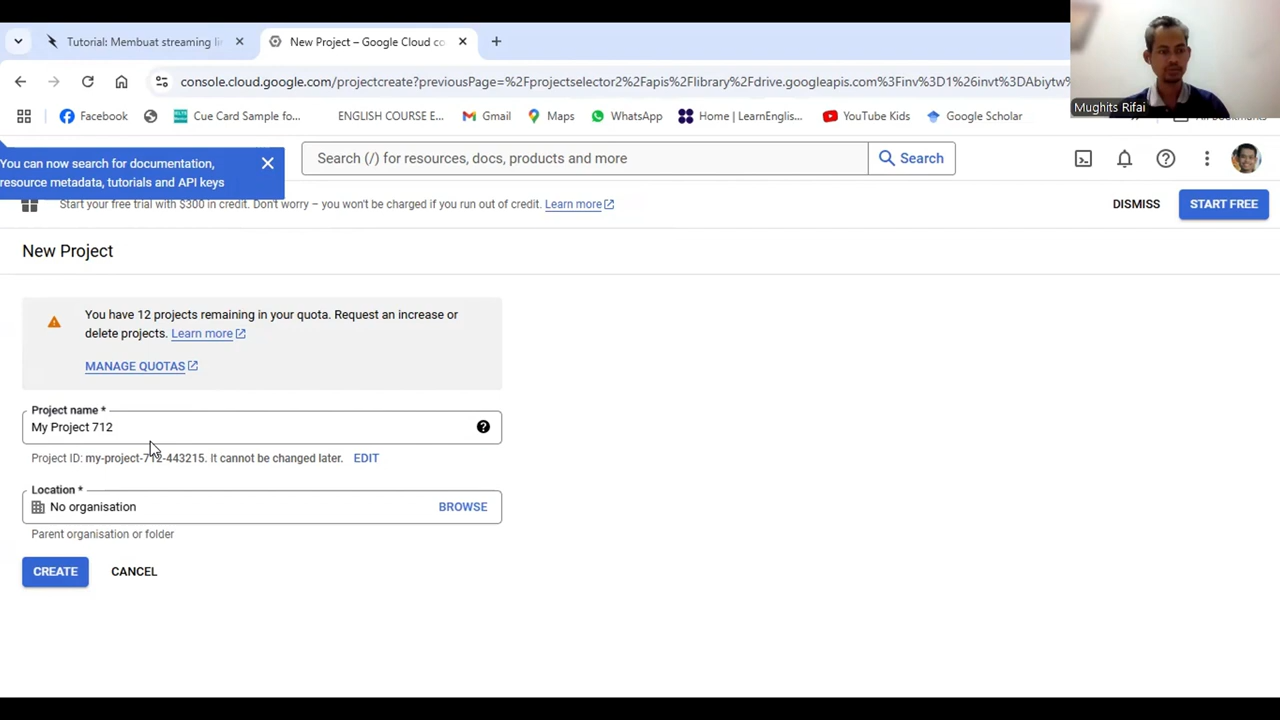 Tutorial: Membuat streaming li
New Project – Google Cloud co
console.cloud.google.com/projectcreate?previousPage=%2Fprojectselector2%2Fapis%2Flibrary%2Fdrive.googleapis.com%3Finv%3D1%26invt%3DAbiytw
Mughits Rifai
Facebook
Cue Card Sample fo...
ENGLISH COURSE E...
Gmail
Maps
WhatsApp
Home | LearnEnglis...
YouTube Kids
Google Scholar
You can now search for documentation,
resource metadata, tutorials and API keys
Search (/) for resources, docs, products and more
Search
Start your free trial with $300 in credit. Don't worry – you won't be charged if you run out of credit. Learn more
DISMISS
START FREE
New Project
You have 12 projects remaining in your quota. Request an increase or
delete projects. Learn more
MANAGE QUOTAS
Project name *
My Project 712
Project ID: my-project-712-443215. It cannot be changed later. EDIT
Location *
No organisation
BROWSE
Parent organisation or folder
CREATE
CANCEL